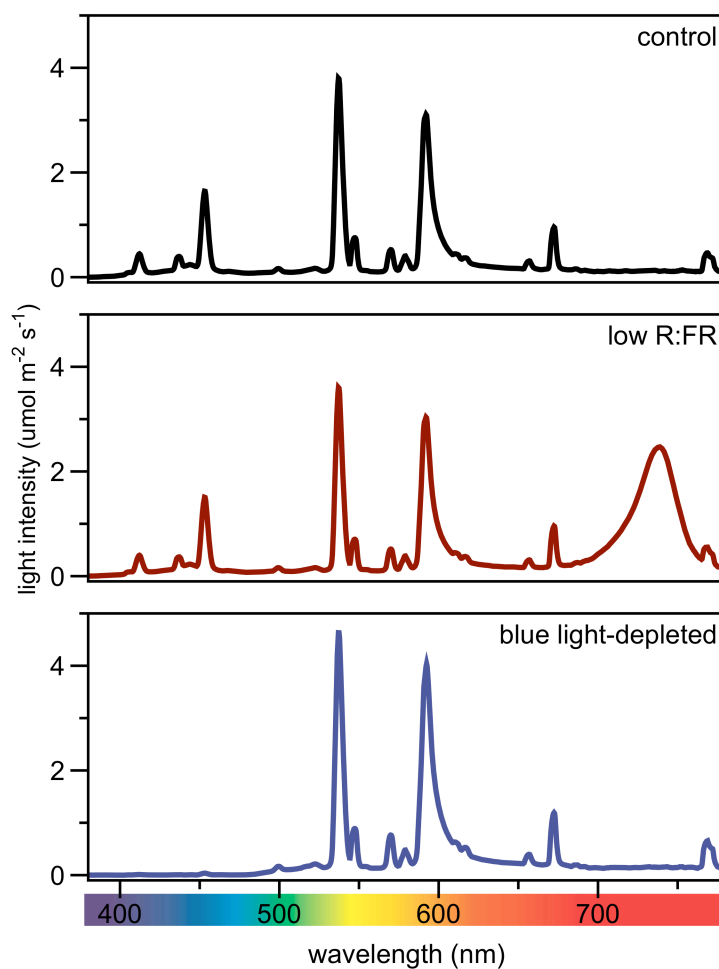 control
4
2
0
low R:FR
4
2
0
light intensity (umol m-2 s-1)
blue light-depleted
4
2
0
400 500 600 700
wavelength (nm)